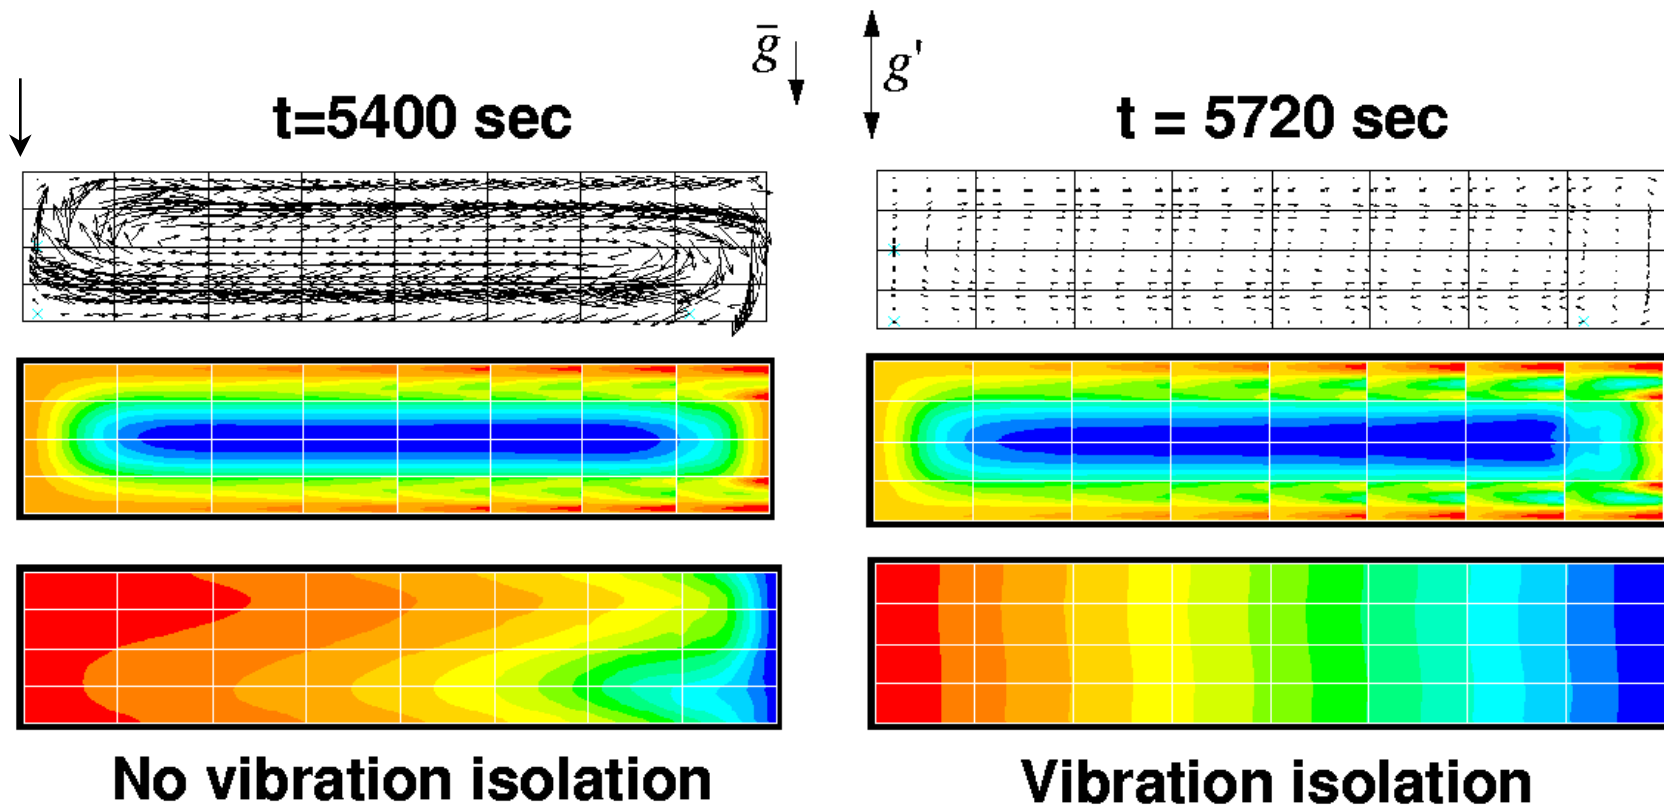 g̅
g'
t=5400 sec
t = 5720 sec
No vibration isolation
Vibration isolation